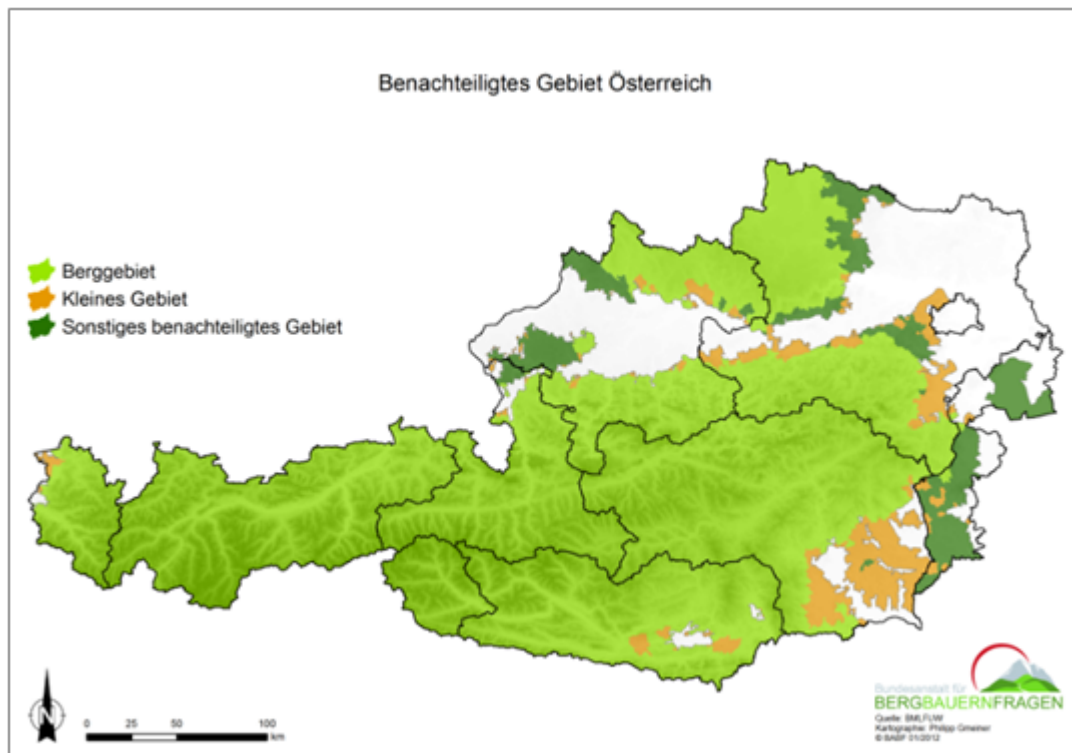 Benachteiligtes Gebiet Österreich
Berggebiet
Kleines Gebiet
Sonstiges benachteiligtes Gebiet
N
0 25 50 100
km
Bundesanstalt für
BERGBAUERNFRAGEN
Quelle: BMLFUW
Kartographie: Philipp Gmeiner
© BABF 01/2012